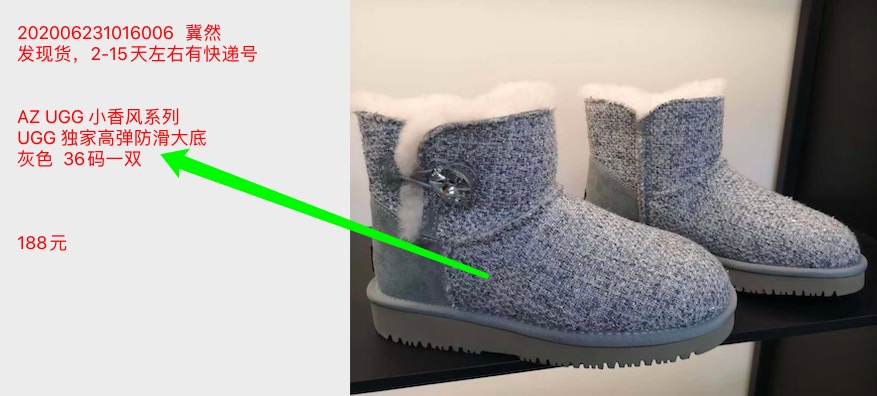 202006231016006 冀然
发现货，2-15天左右有快递号
AZ UGG 小香风系列
UGG 独家高弹防滑大底
灰色 36码一双
188元